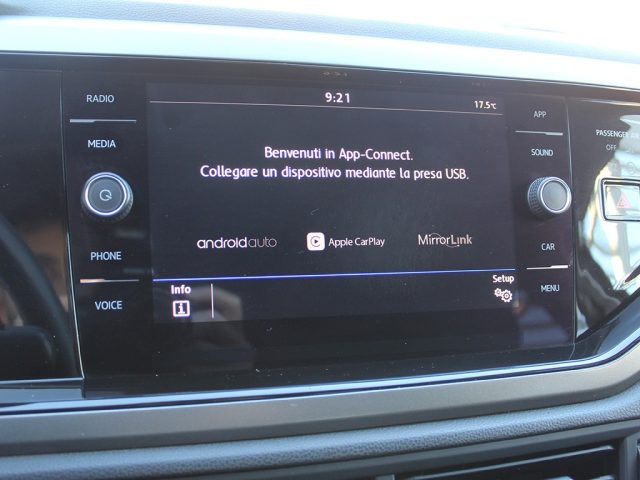 RADIO
MEDIA
PHONE
VOICE
9:21
17.5°C
Benvenuti in App-Connect.
Collegare un dispositivo mediante la presa USB.
androidauto
Apple CarPlay
MirrorLink
Info
Setup
APP
SOUND
CAR
MENU
PASSENGER
OFF